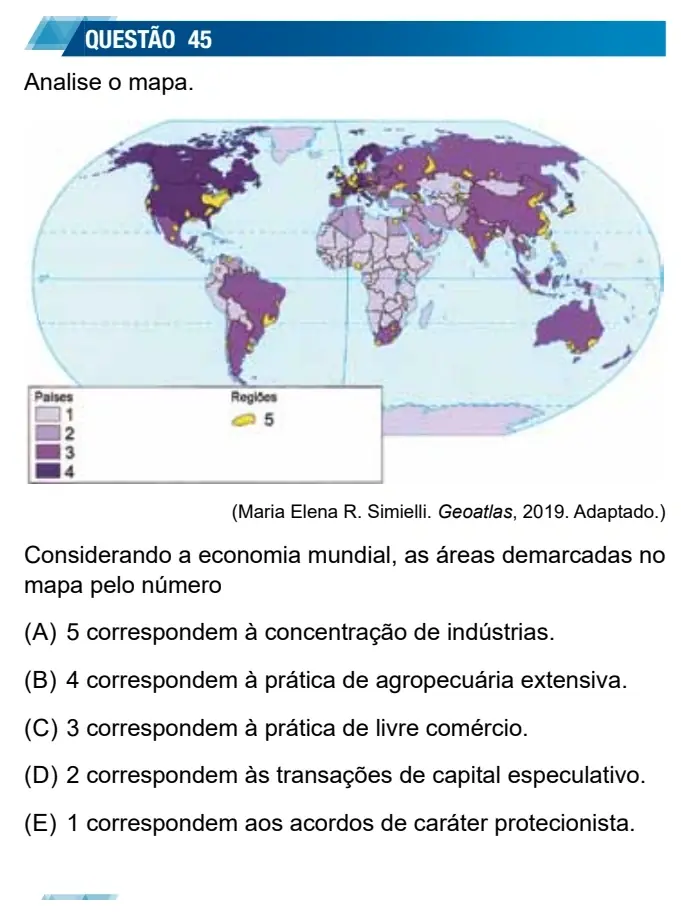 QUESTÃO 45
Analise o mapa.
Países
Regiões
1
5
2
3
4
(Maria Elena R. Simielli. Geoatlas, 2019. Adaptado.)
Considerando a economia mundial, as áreas demarcadas no
mapa pelo número
(A) 5 correspondem à concentração de indústrias.
(B) 4 correspondem à prática de agropecuária extensiva.
(C) 3 correspondem à prática de livre comércio.
(D) 2 correspondem às transações de capital especulativo.
(E) 1 correspondem aos acordos de caráter protecionista.